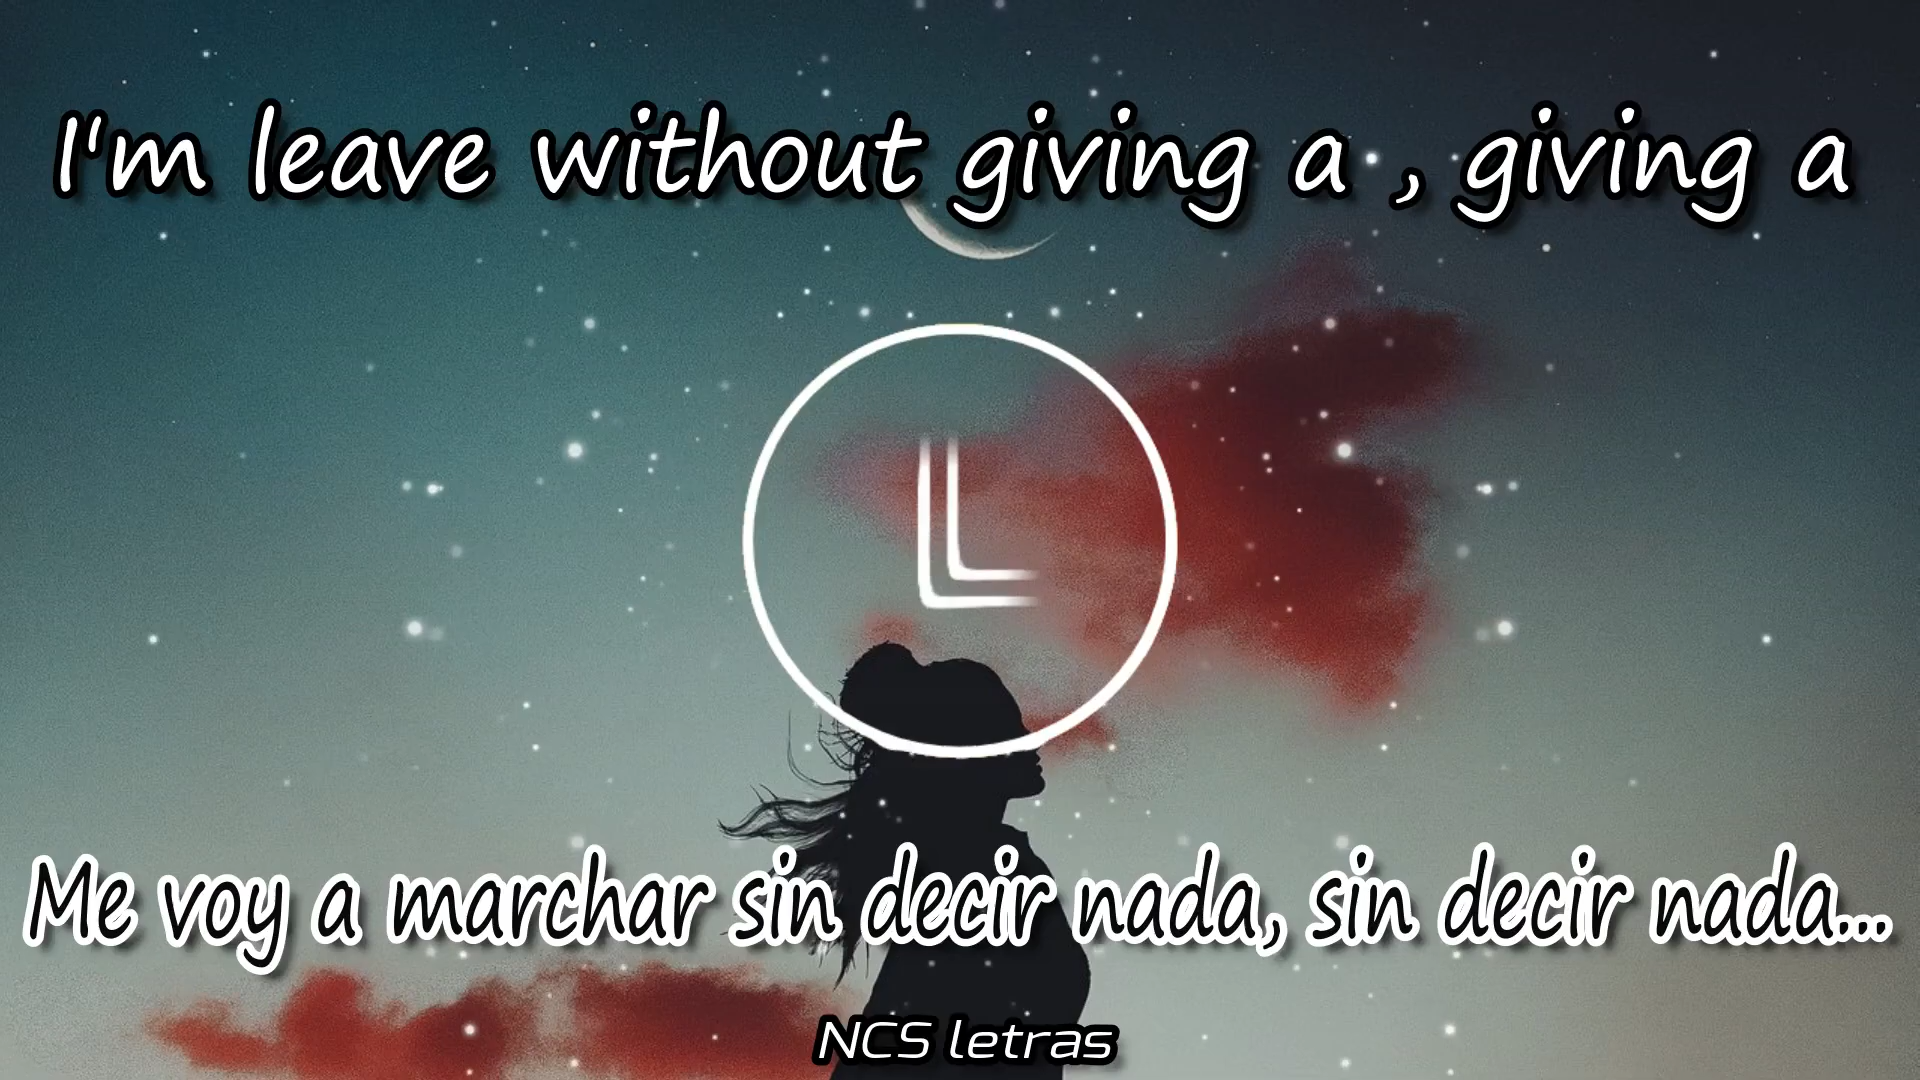 I'm leave without giving a , giving a
L
Me voy a marchar sin decir nada, sin decir nada...
NCS letras